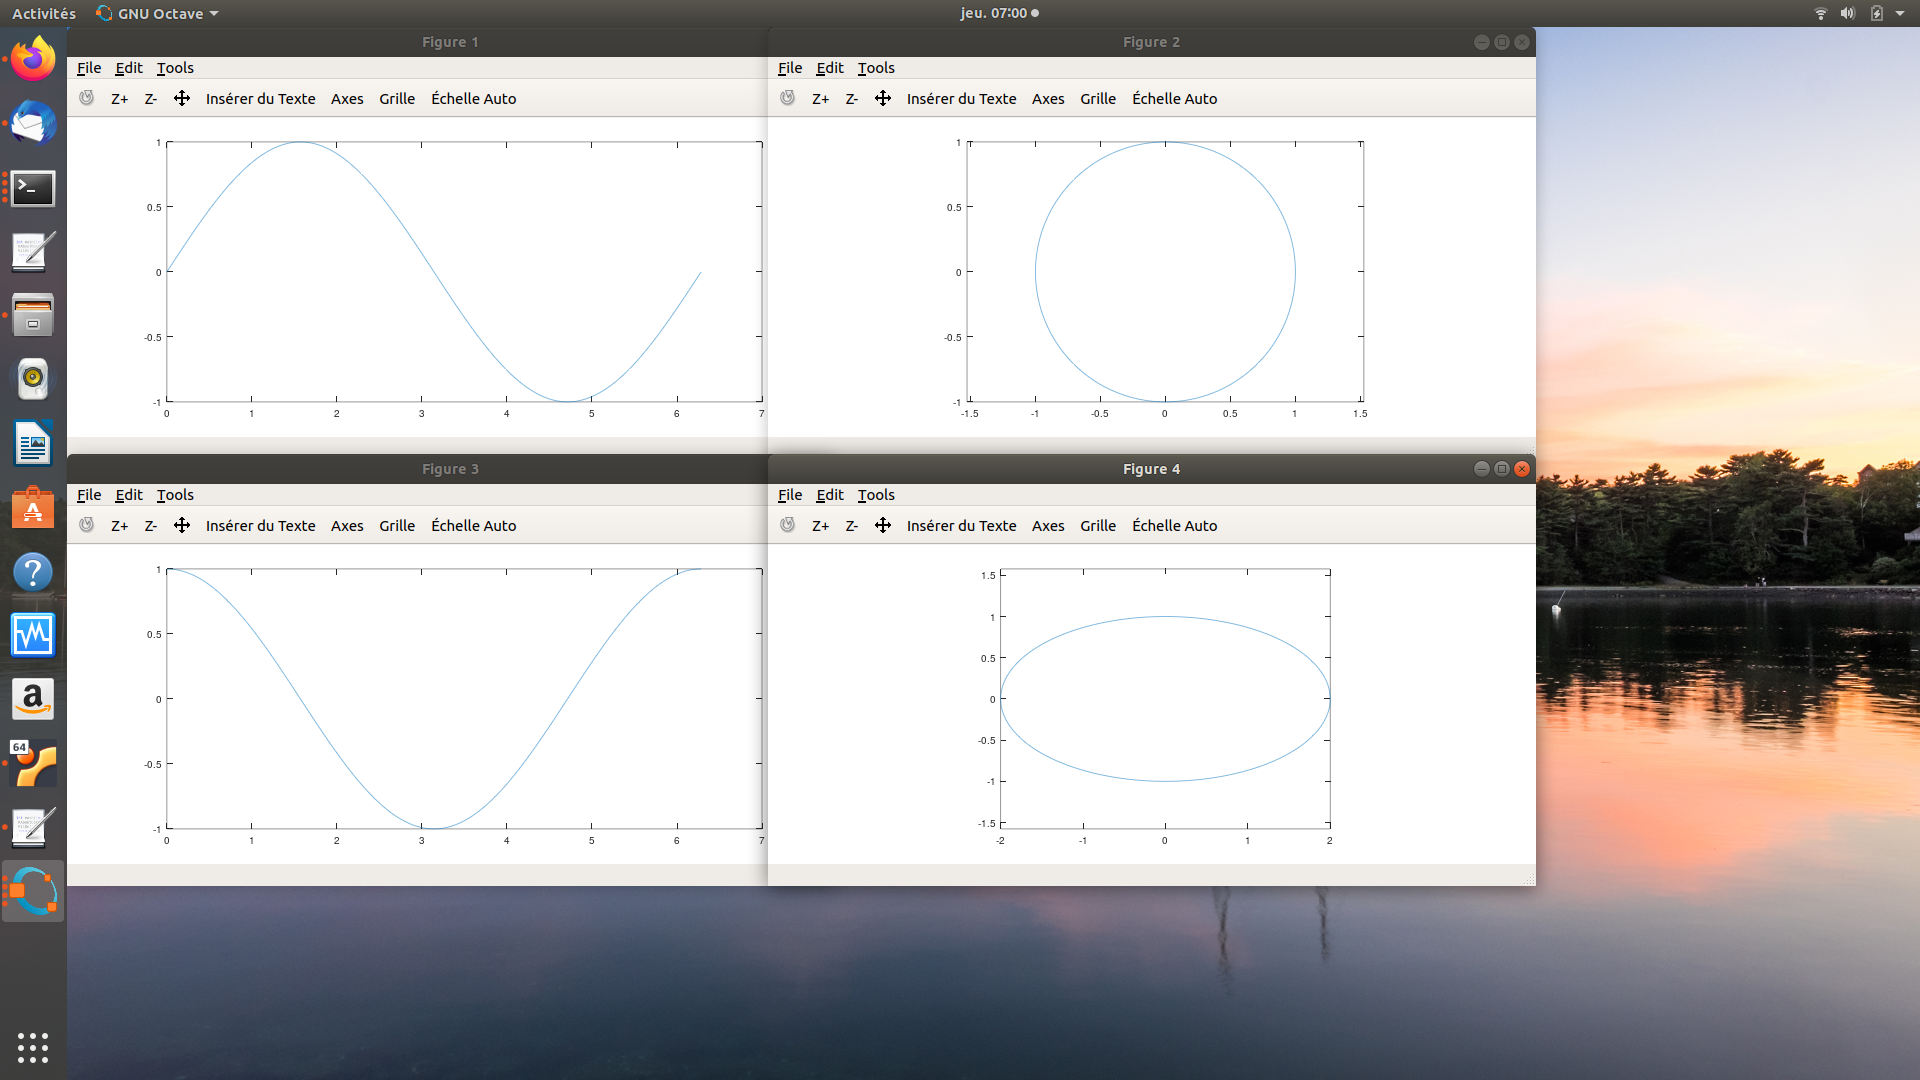 Activités GNU Octave jeu. 07:00
Figure 1
File Edit Tools
Z+ Z- Insérer du Texte Axes Grille Échelle Auto
1
0.5
0
-0.5
-1
0 1 2 3 4 5 6 7
Figure 2
File Edit Tools
Z+ Z- Insérer du Texte Axes Grille Échelle Auto
1
0.5
0
-0.5
-1
-1.5 -1 -0.5 0 0.5 1 1.5
Figure 3
File Edit Tools
Z+ Z- Insérer du Texte Axes Grille Échelle Auto
1
0.5
0
-0.5
-1
0 1 2 3 4 5 6 7
Figure 4
File Edit Tools
Z+ Z- Insérer du Texte Axes Grille Échelle Auto
1.5
1
0.5
0
-0.5
-1
-1.5
-2 -1 0 1 2
64